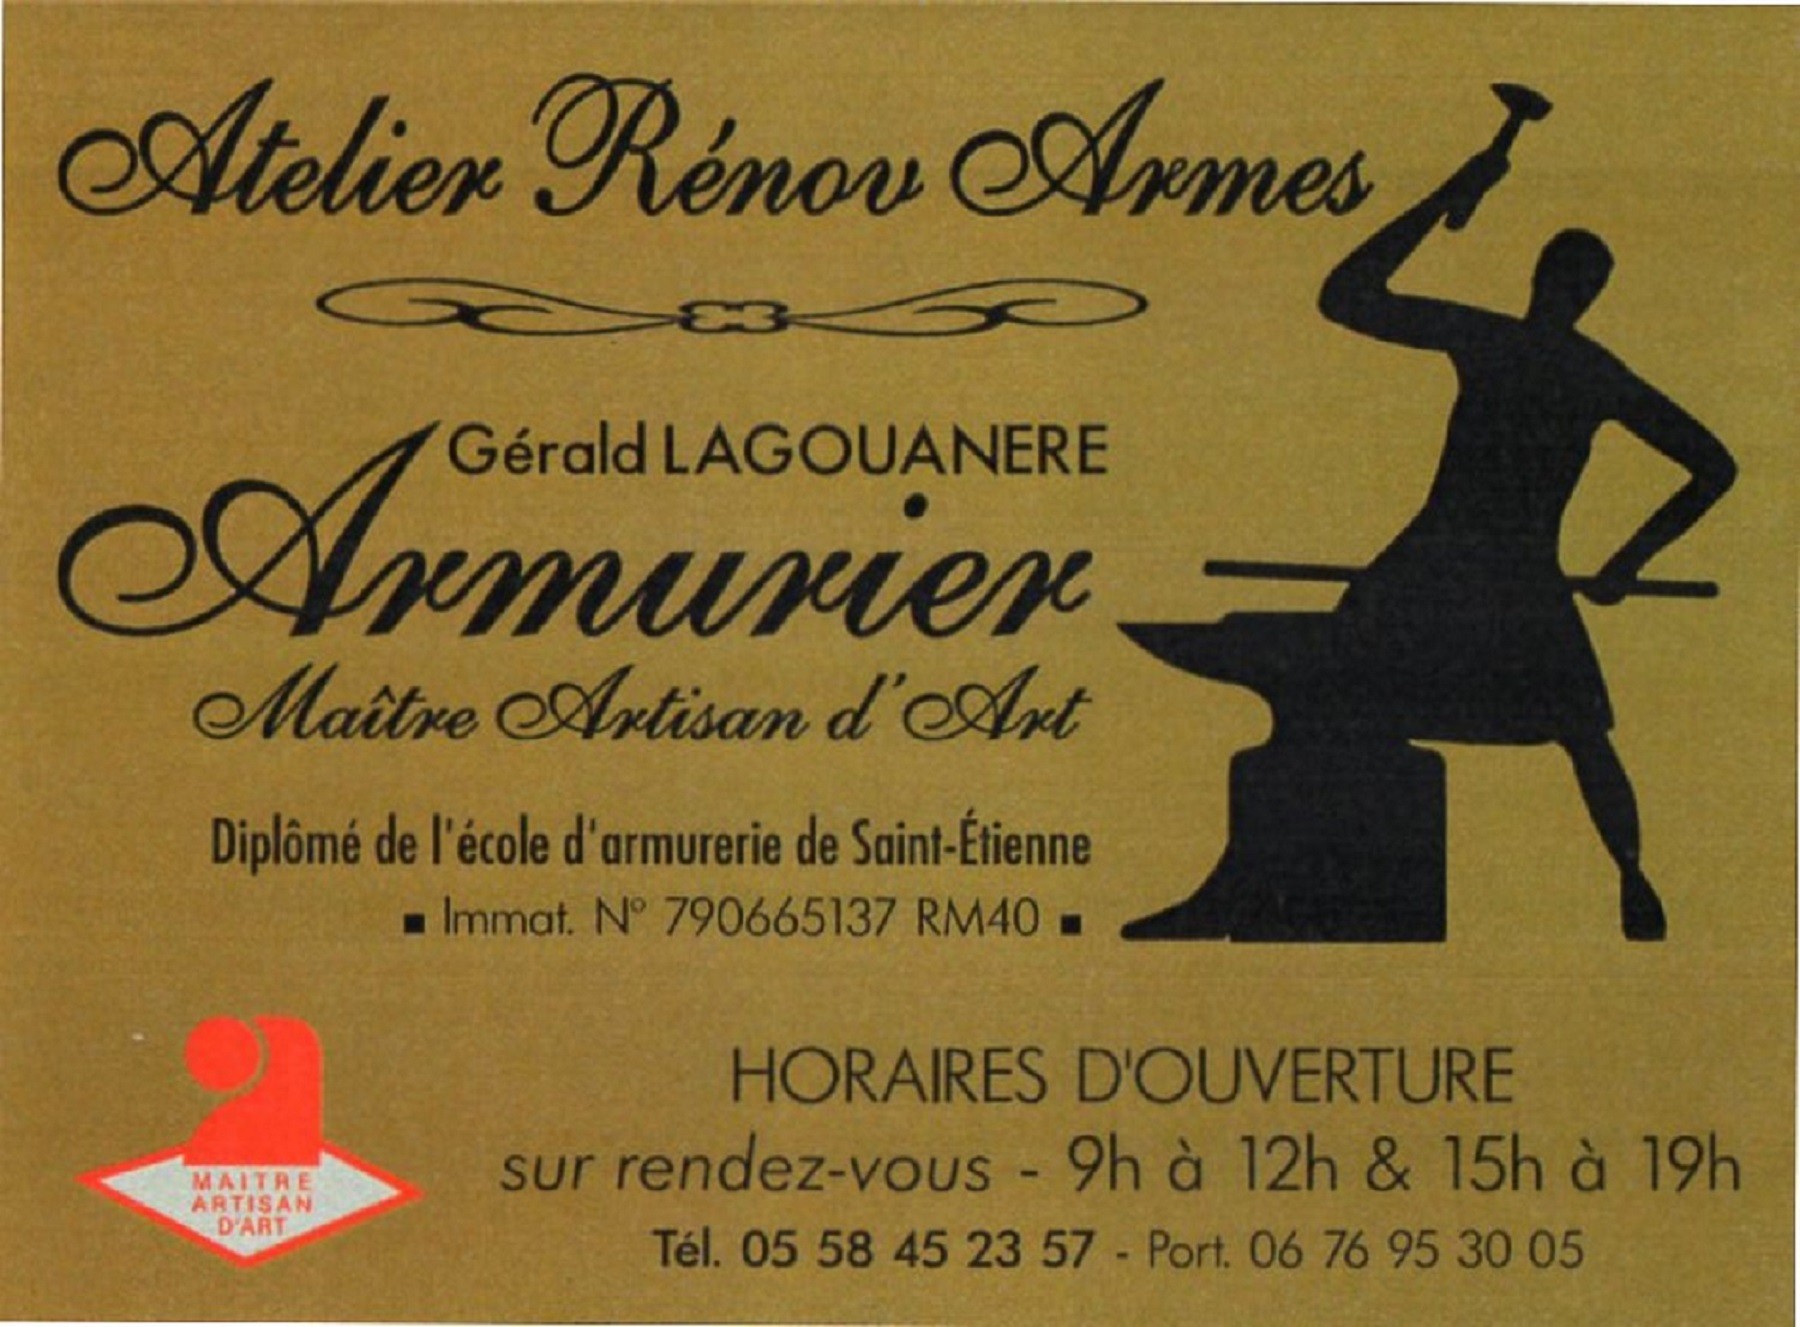 Atelier Rénov Armes
Gérald LAGOUANERE
Armurier
Maître Artisan d'Art
Diplômé de l'école d'armurerie de Saint-Étienne
▪ Immat. N° 790665137 RM40 ▪
HORAIRES D'OUVERTURE
sur rendez-vous - 9h à 12h & 15h à 19h
Tél. 05 58 45 23 57 - Port. 06 76 95 30 05
MAITRE
ARTISAN
D'ART